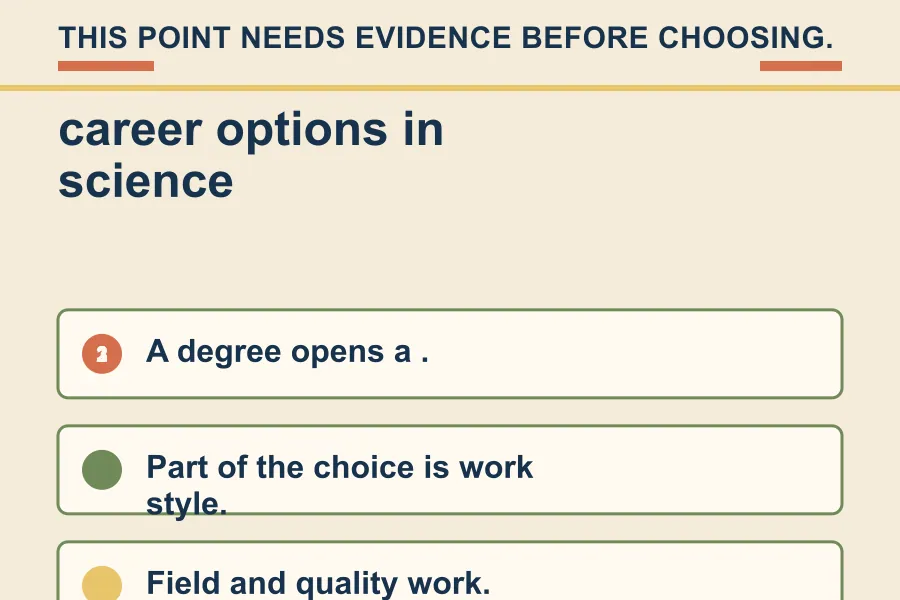 THIS POINT NEEDS EVIDENCE BEFORE CHOOSING.
career options in
science
A degree opens a .
Part of the choice is work
style.
Field and quality work.